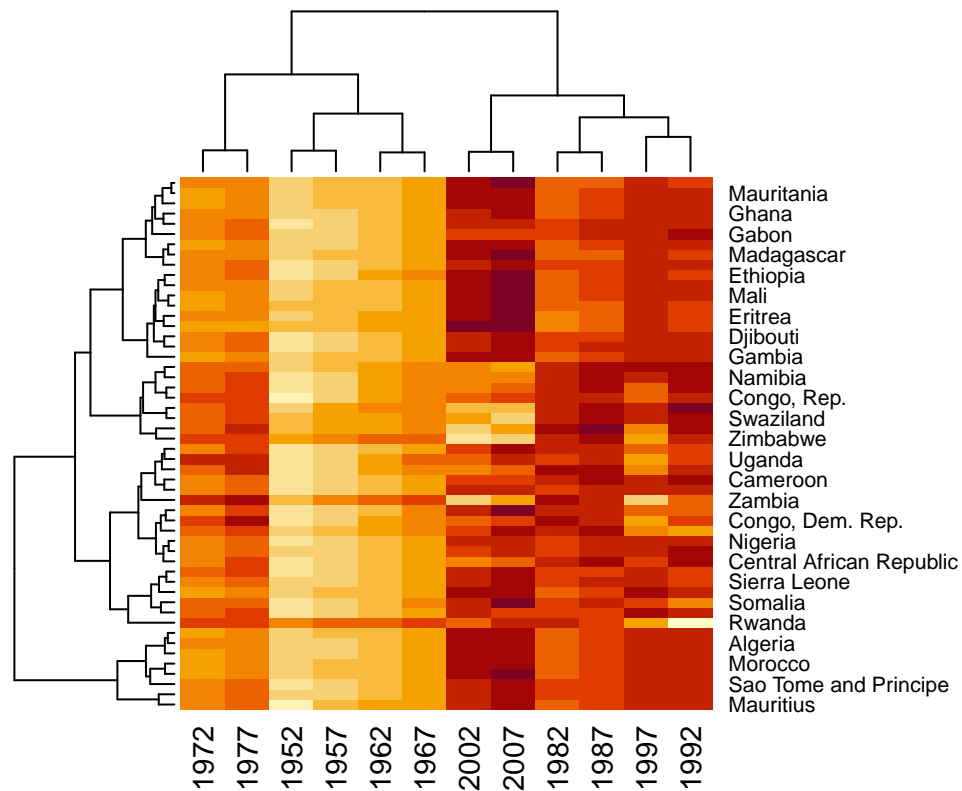 Mauritania
Ghana
Gabon
Madagascar
Ethiopia
Mali
Eritrea
Djibouti
Gambia
Namibia
Congo, Rep.
Swaziland
Zimbabwe
Uganda
Cameroon
Zambia
Congo, Dem. Rep.
Nigeria
Central African Republic
Sierra Leone
Somalia
Rwanda
Algeria
Morocco
Sao Tome and Principe
Mauritius
1972
1977
1952
1957
1962
1967
2002
2007
1982
1987
1997
1992